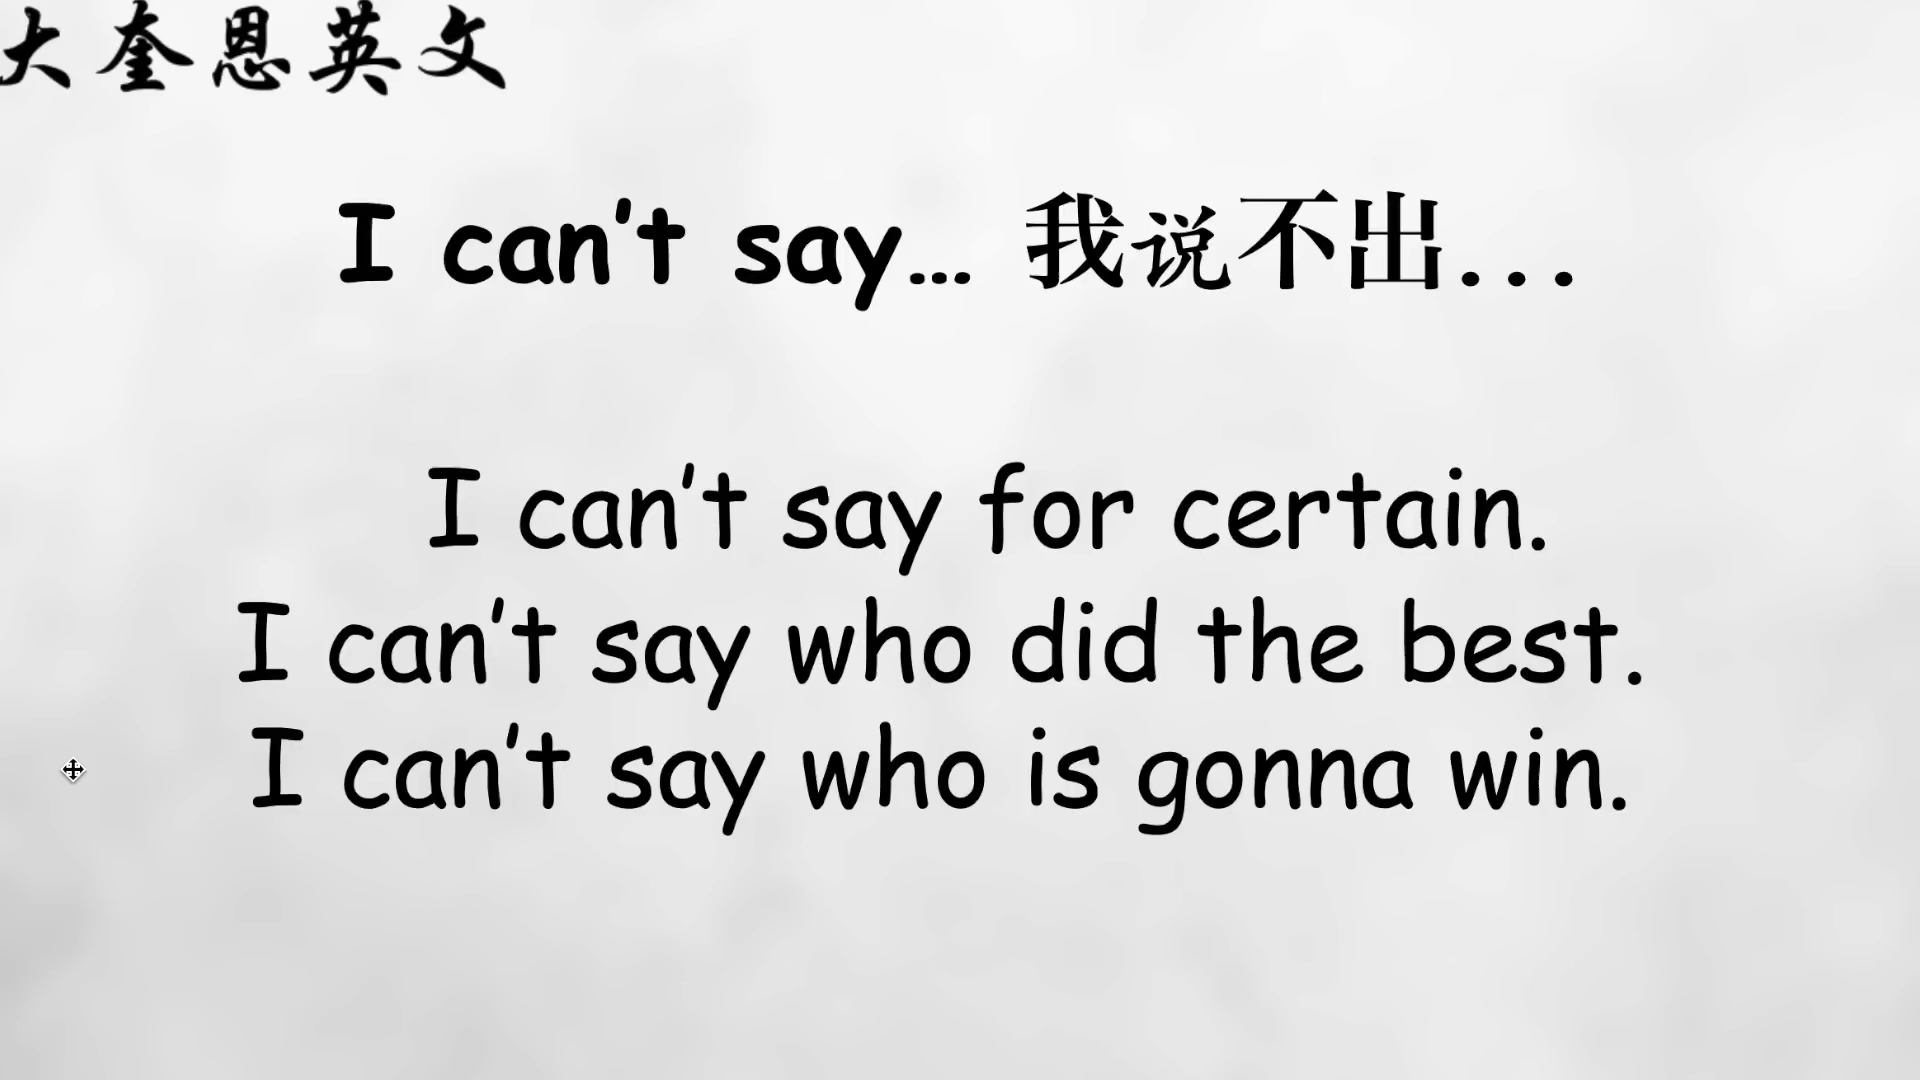 大奎恩英文
I can't say... 我说不出...
I can't say for certain.
I can't say who did the best.
I can't say who is gonna win.